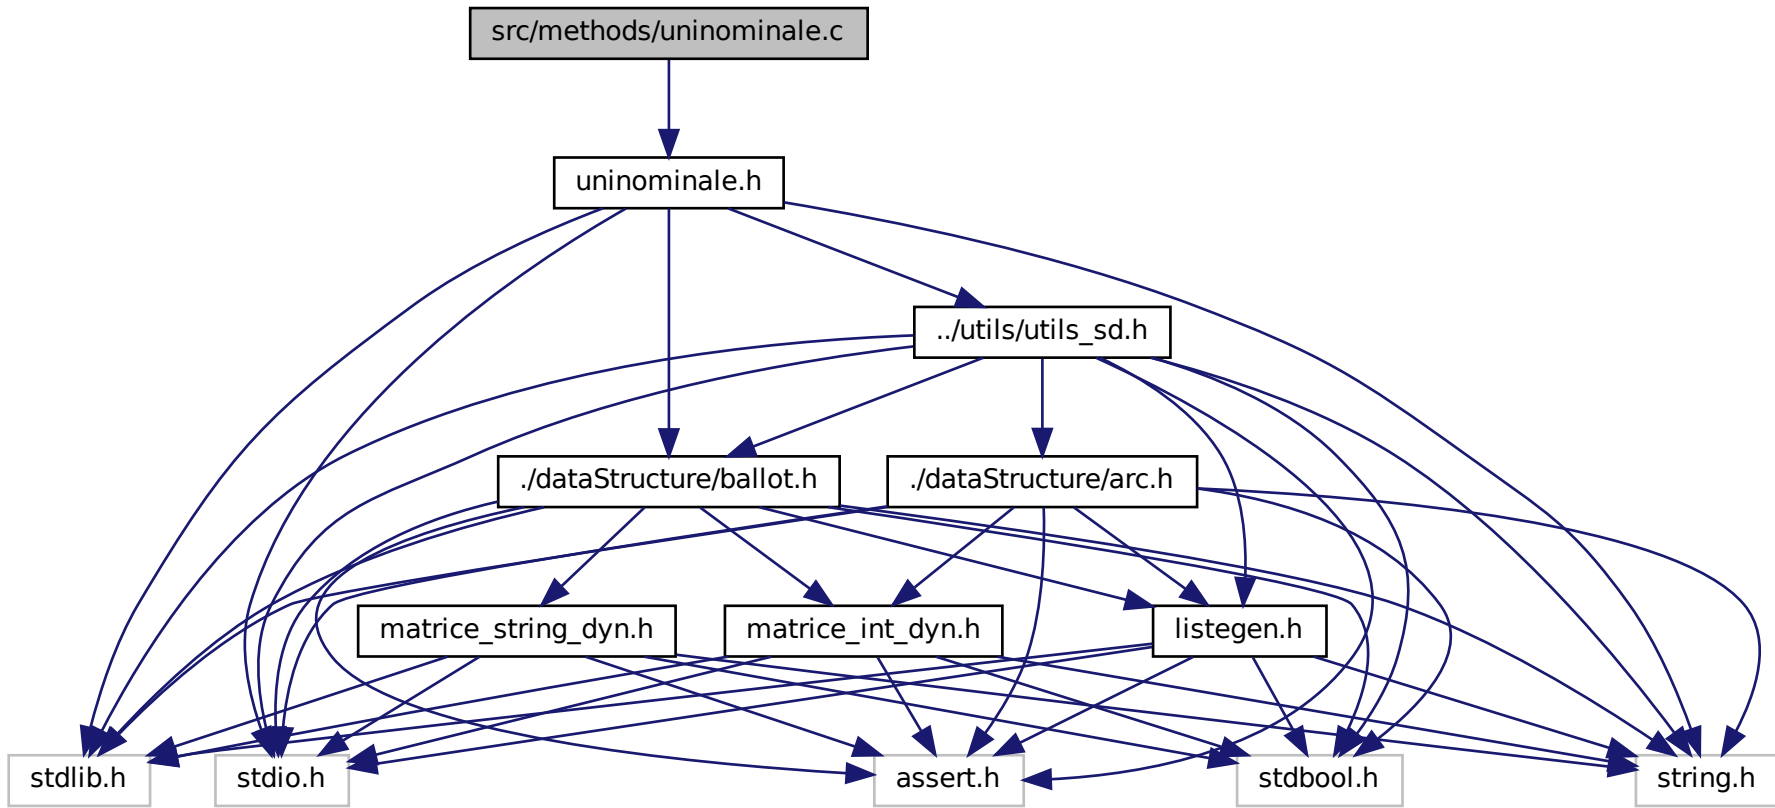 src/methods/uninominale.c
uninominale.h
../utils/utils_sd.h
./dataStructure/ballot.h
./dataStructure/arc.h
matrice_string_dyn.h
matrice_int_dyn.h
listegen.h
stdlib.h
stdio.h
assert.h
stdbool.h
string.h